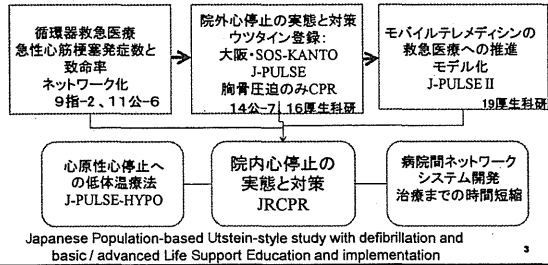 循環器救急医療
急性心筋梗塞発症数と
致命率
ネットワーク化
９指-2、11公-6
院外心停止の実態と対策
ウツタイン登録：
大阪・SOS-KANTO
J-PULSE
胸骨圧迫のみCPR
14公-7、16厚生科研
モバイルテレメディシンの
救急医療への推進
モデル化
J-PULSE II
19厚生科研
心原性心停止へ
の低体温療法
J-PULSE-HYPO
院内心停止の
実態と対策
JRCPR
病院間ネットワーク
システム開発
治療までの時間短縮
Japanese Population-based Utstein-style study with defibrillation and
basic / advanced Life Support Education and implementation
3